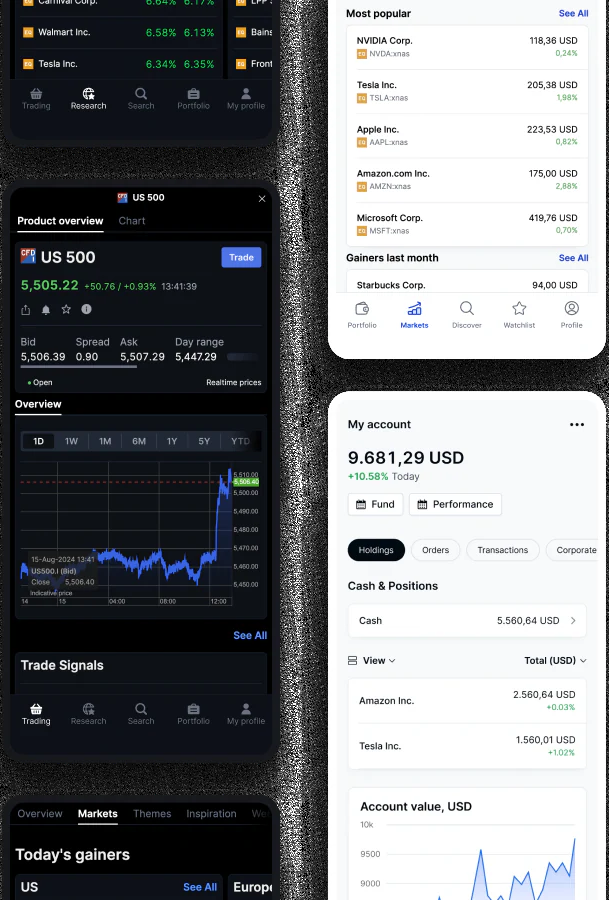 Carnival Corp. 6.64% 6.17% LPP S
Walmart Inc. 6.58% 6.13% Bains
Tesla Inc. 6.34% 6.35% Front
Trading Research Search Portfolio My profile
CFD US 500
Product overview Chart
CFD US 500 Trade
5,505.22 +50.76 / +0.93% 13:41:39
Bid Spread Ask Day range
5,506.39 0.90 5,507.29 5,447.29
Open Realtime prices
Overview
1D 1W 1M 6M 1Y 5Y YTD
5,510.00
5,506.40
5,500.00
5,490.00
5,480.00
5,470.00
5,460.00
5,450.00
15-Aug-2024 13:41
US500.I (Bid)
Close 5,506.40
Indicative price
14 15 04:00 08:00 12:00
See All
Trade Signals
Trading Research Search Portfolio My profile
Overview Markets Themes Inspiration We
Today's gainers
US See All Europe
Most popular See All
NVIDIA Corp. 118,36 USD
EQ NVDA:xnas 0,24%
Tesla Inc. 205,38 USD
EQ TSLA:xnas 1,98%
Apple Inc. 223,53 USD
EQ AAPL:xnas 0,82%
Amazon.com Inc. 175,00 USD
EQ AMZN:xnas 2,88%
Microsoft Corp. 419,76 USD
EQ MSFT:xnas 0,70%
Gainers last month See All
Starbucks Corp. 94,00 USD
Portfolio Markets Discover Watchlist Profile
My account
9.681,29 USD
+10.58% Today
Fund Performance
Holdings Orders Transactions Corporate
Cash & Positions
Cash 5.560,64 USD
View Total (USD)
Amazon Inc. 2.560,64 USD
+0.03%
Tesla Inc. 1.560,01 USD
+1.02%
Account value, USD
10k
9500
9000